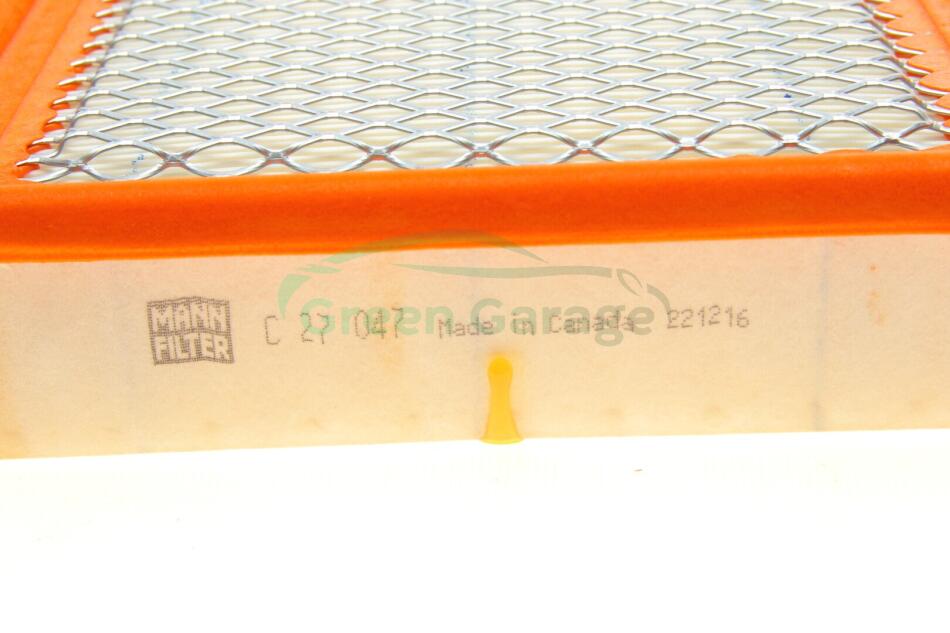 MANN
FILTER
C 27 047 Made in Canada 221216
Green Garage